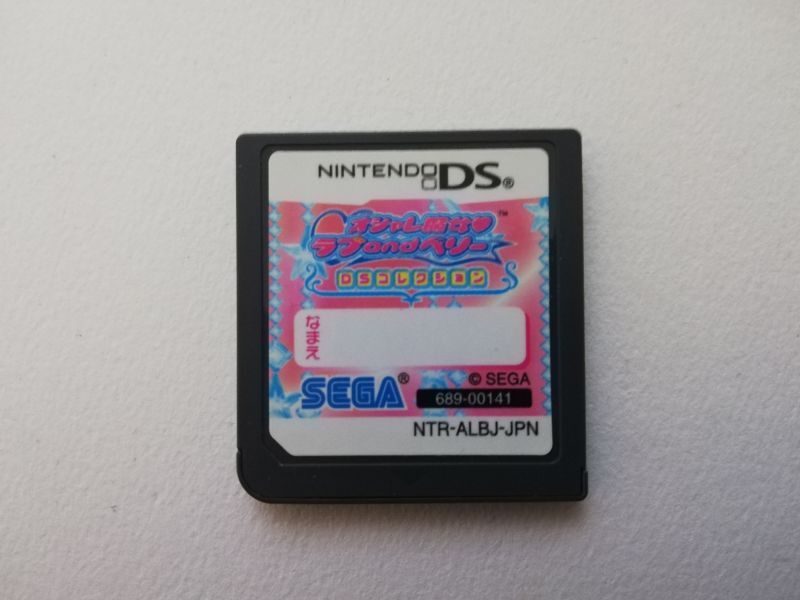 NINTENDO DS®
オシャレ魔女♥ ™
ラブandベリー
DSコレクション
なまえ
SEGA® © SEGA
689-00141
NTR-ALBJ-JPN